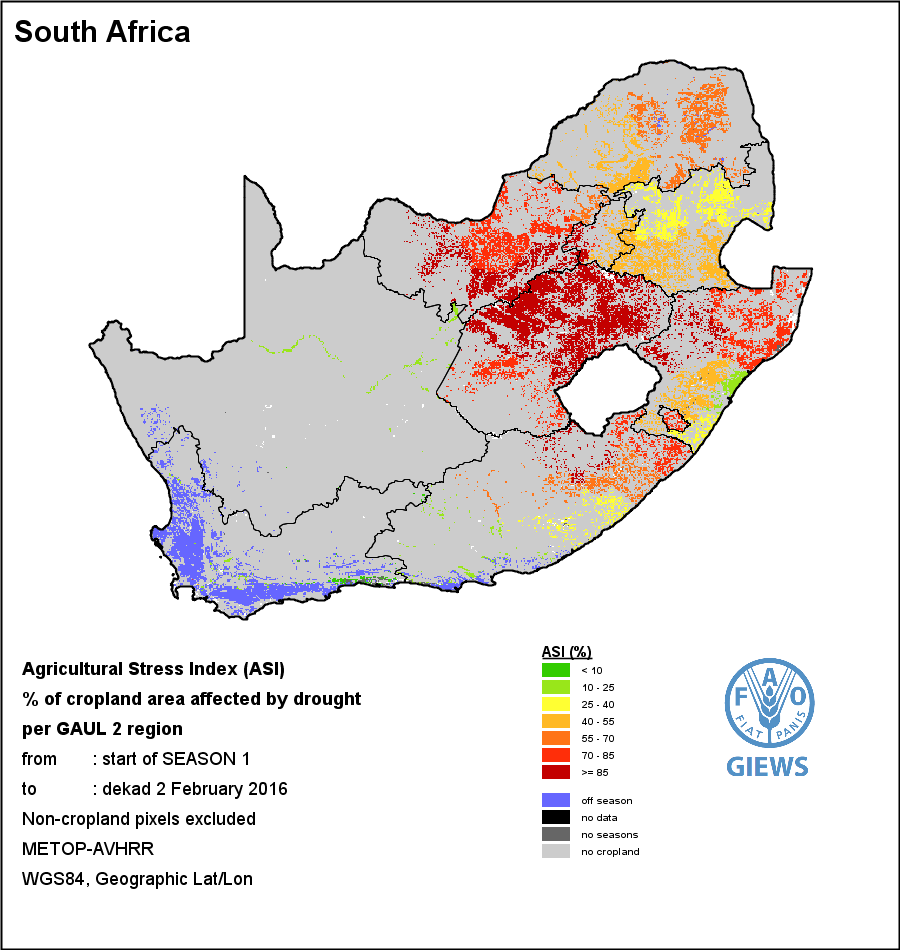 South Africa
Agricultural Stress Index (ASI)
% of cropland area affected by drought
per GAUL 2 region
from : start of SEASON 1
to : dekad 2 February 2016
Non-cropland pixels excluded
METOP-AVHRR
WGS84, Geographic Lat/Lon
ASI (%)
< 10
10 - 25
25 - 40
40 - 55
55 - 70
70 - 85
>= 85
off season
no data
no seasons
no cropland
F A O
FIAT PANIS
GIEWS